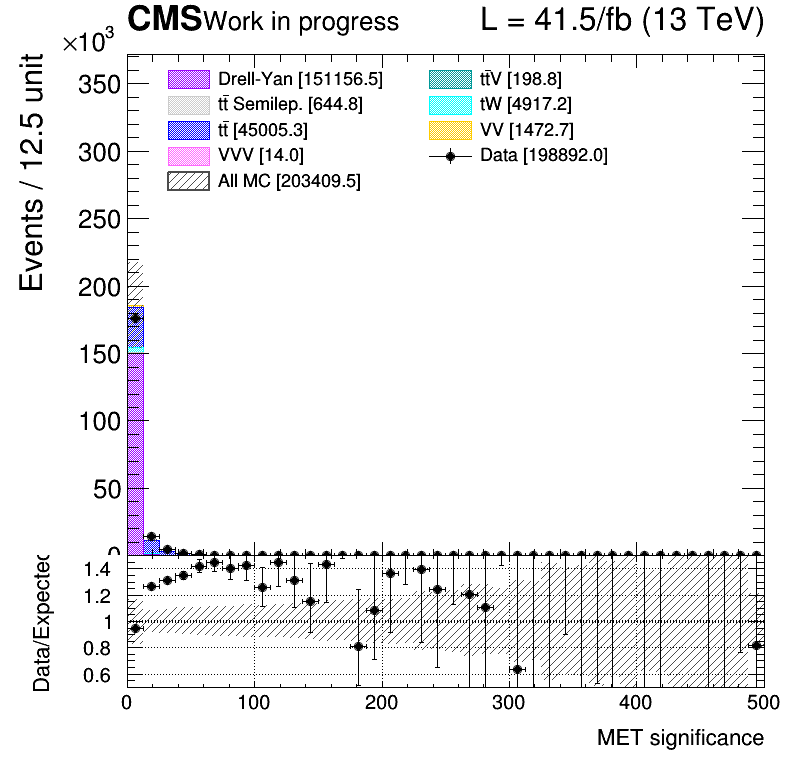 CMS Work in progress L = 41.5/fb (13 TeV)
×10³
Events / 12.5 unit
350
300
250
200
150
100
50
0
Drell-Yan [151156.5]
tt̄ Semilep. [644.8]
tt̄ [45005.3]
VVV [14.0]
All MC [203409.5]
tt̄V [198.8]
tW [4917.2]
VV [1472.7]
Data [198892.0]
Data/Expected
1.4
1.2
1
0.8
0.6
0 100 200 300 400 500
MET significance